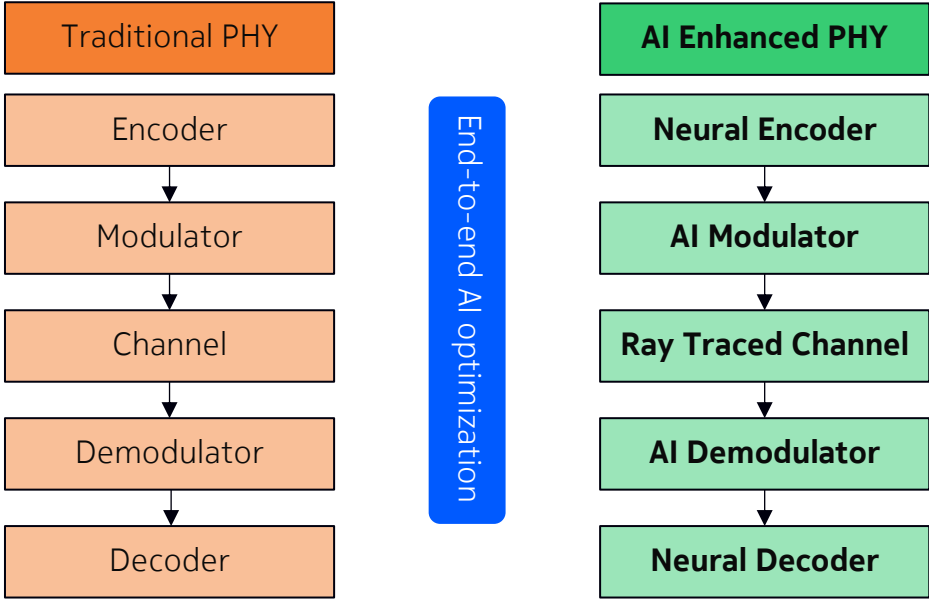 Traditional PHY
Encoder
Modulator
Channel
Demodulator
Decoder
End-to-end AI optimization
AI Enhanced PHY
Neural Encoder
AI Modulator
Ray Traced Channel
AI Demodulator
Neural Decoder